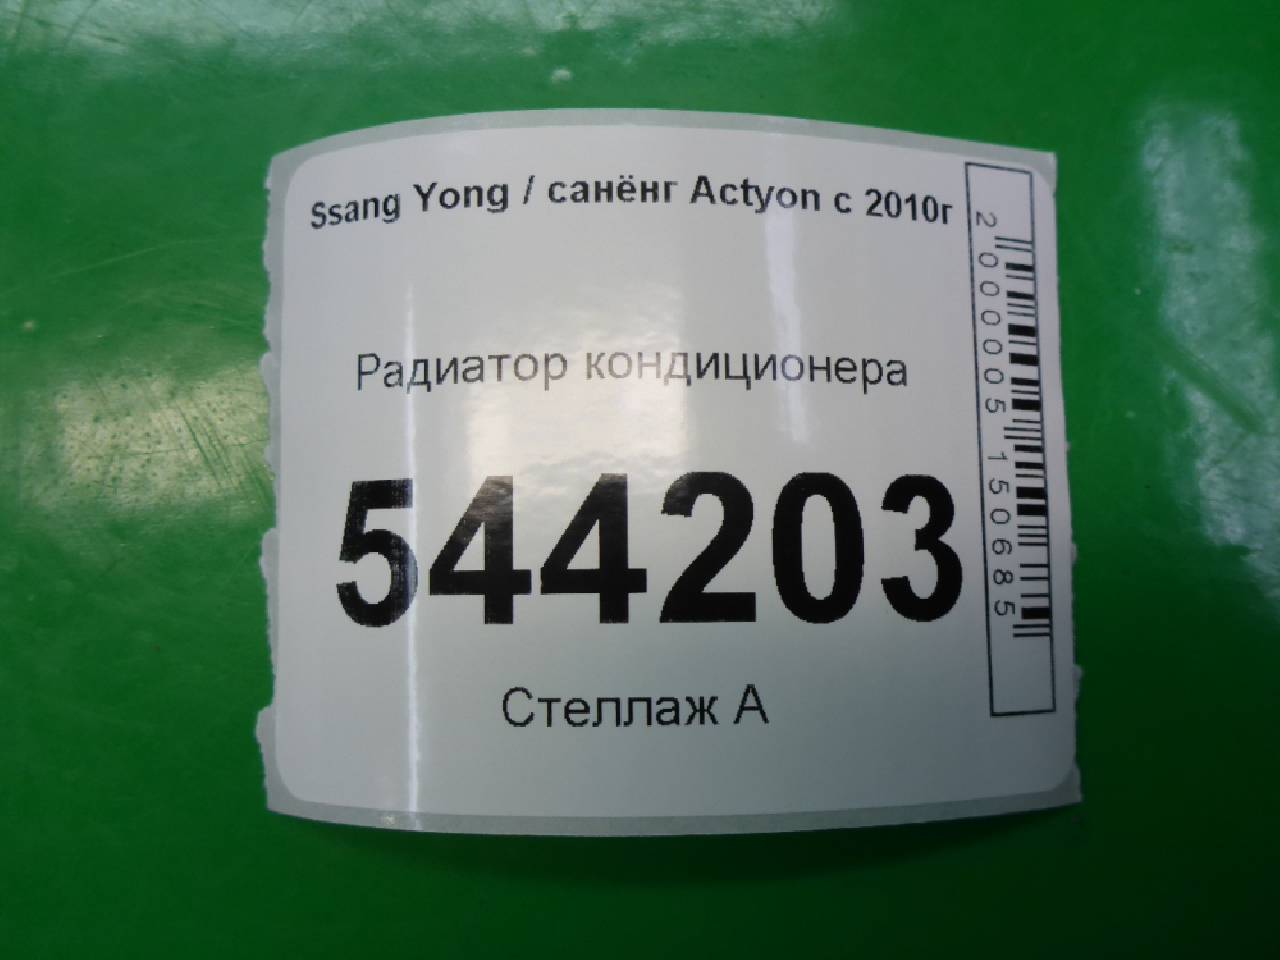 Ssang Yong / санёнг Actyon с 2010г
Радиатор кондиционера
544203
Стеллаж А
2000005150685